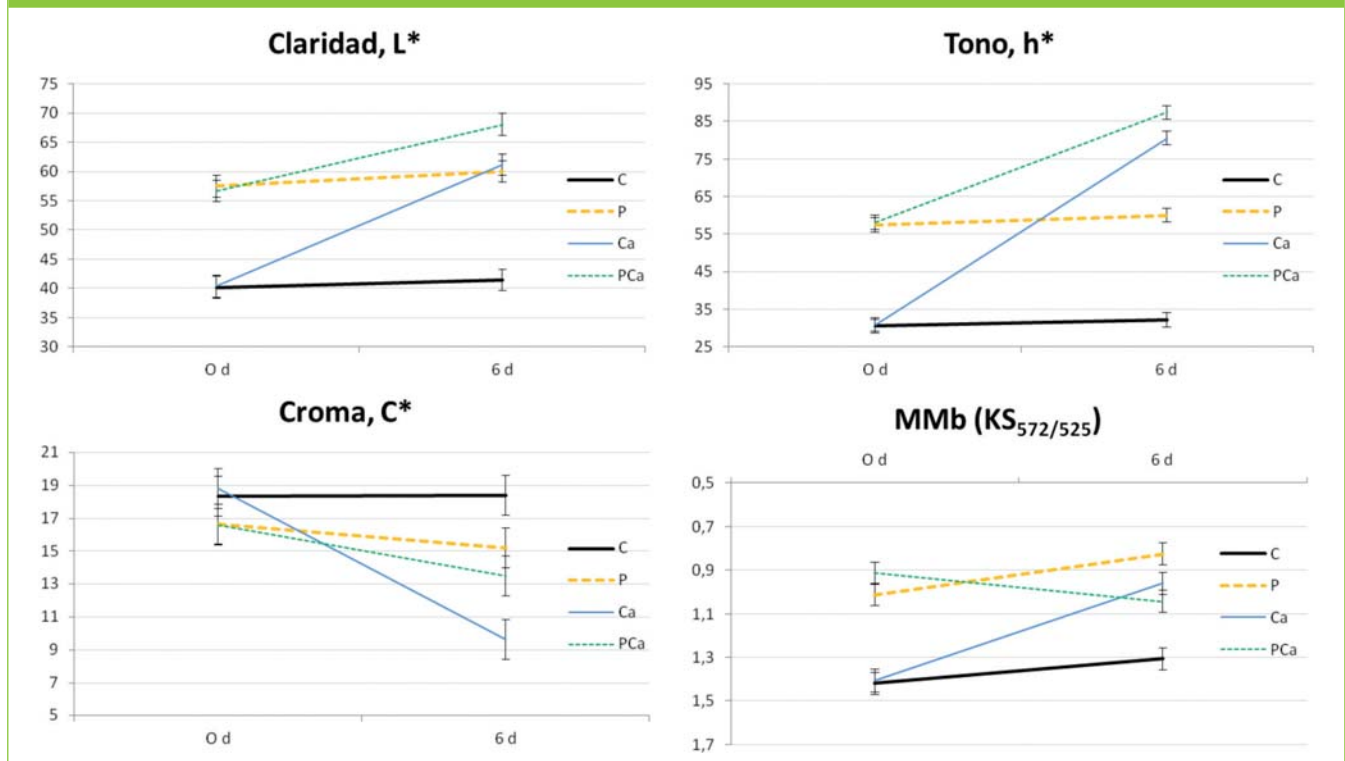 Claridad, L*
75
70
65
60
55
50
45
40
35
30
O d
6 d
C
P
Ca
PCa
Tono, h*
95
85
75
65
55
45
35
25
O d
6 d
C
P
Ca
PCa
Croma, C*
21
19
17
15
13
11
9
7
5
O d
6 d
C
P
Ca
PCa
MMb (KS572/525)
O d
6 d
0,5
0,7
0,9
1,1
1,3
1,5
1,7
C
P
Ca
PCa